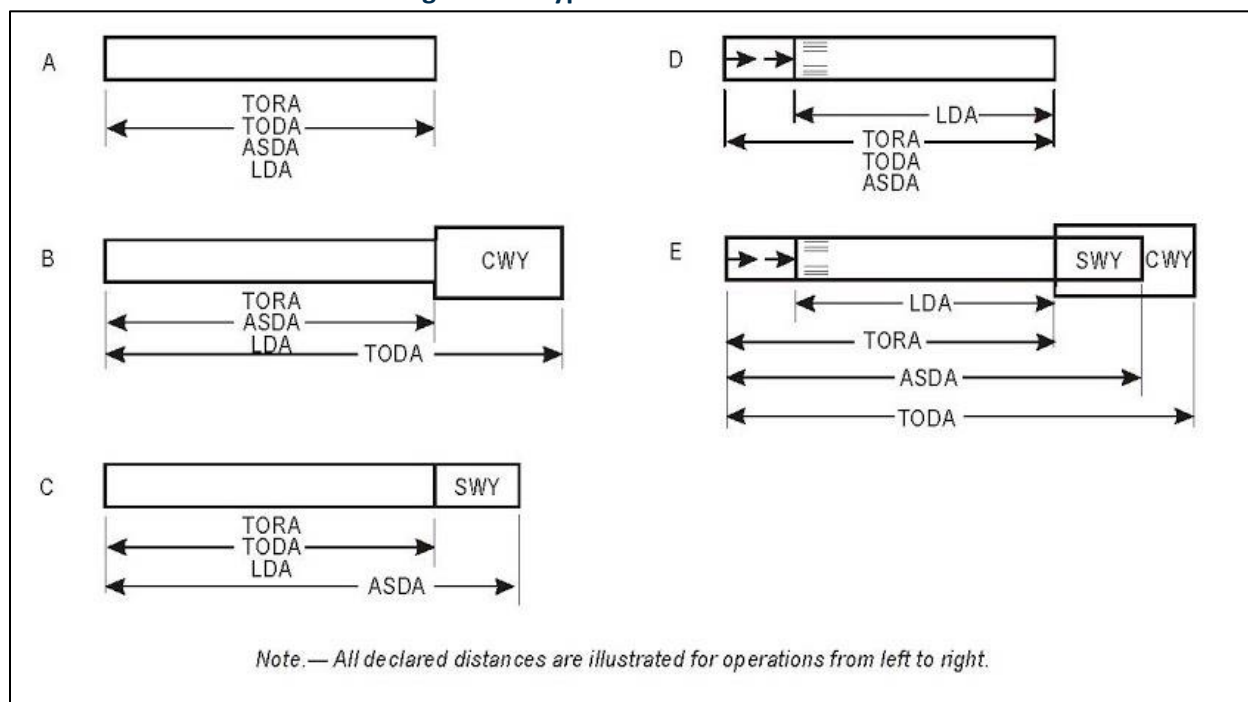 A
TORA
TODA
ASDA
LDA
B
CWY
TORA
ASDA
LDA
TODA
C
SWY
TORA
TODA
LDA
ASDA
D
LDA
TORA
TODA
ASDA
E
SWY CWY
LDA
TORA
ASDA
TODA
Note.— All declared distances are illustrated for operations from left to right.